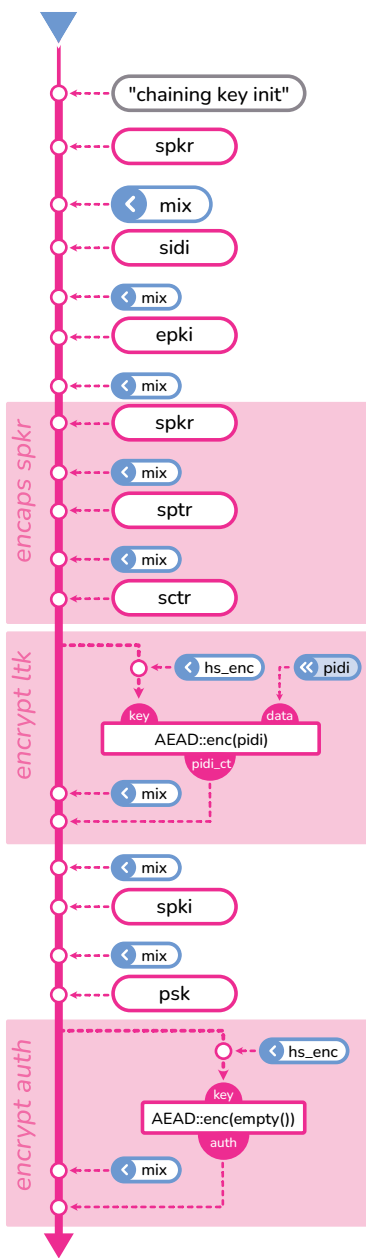 "chaining key init"
spkr
mix
sidi
mix
epki
mix
encaps spkr
spkr
mix
sptr
mix
sctr
encrypt ltk
hs_enc
pidi
key
data
AEAD::enc(pidi)
pidi_ct
mix
mix
spki
mix
psk
encrypt auth
hs_enc
key
AEAD::enc(empty())
auth
mix